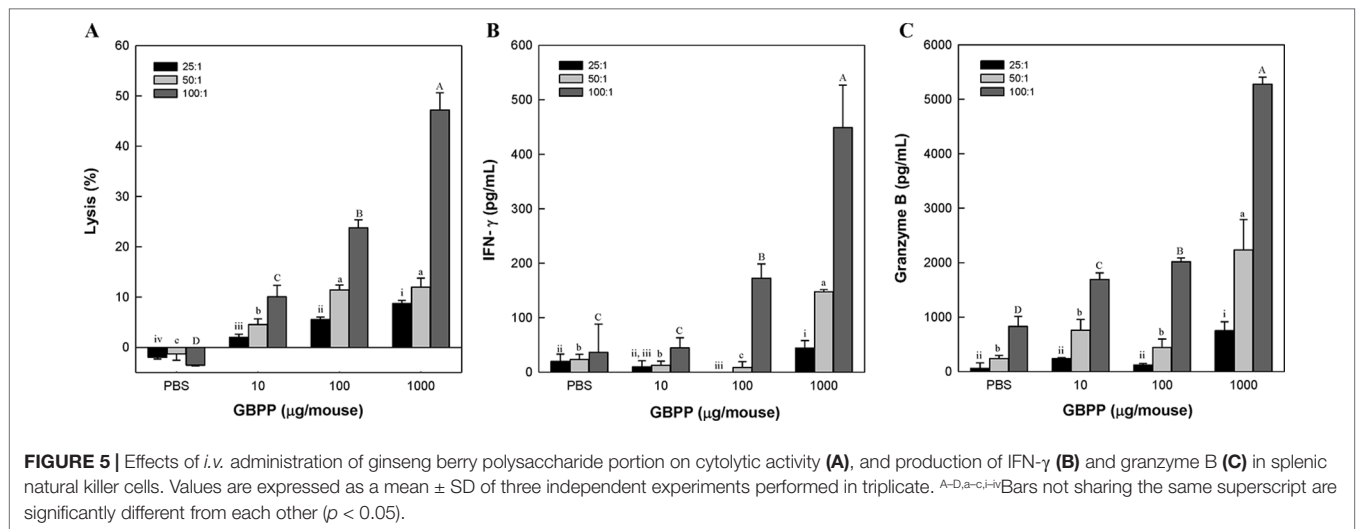 A
60
50
40
30
20
10
0
Lysis (%)
25:1
50:1
100:1
iv c D
iii b C
ii a B
i a A
PBS 10 100 1000
GBPP (µg/mouse)
B
600
500
400
300
200
100
0
IFN- γ (pg/mL)
25:1
50:1
100:1
ii b C
ii, iii b C
iii c B
i a A
PBS 10 100 1000
GBPP (µg/mouse)
C
6000
5000
4000
3000
2000
1000
0
Granzyme B (pg/mL)
25:1
50:1
100:1
ii b D
ii b C
ii b B
i a A
PBS 10 100 1000
GBPP (µg/mouse)
FIGURE 5 | Effects of i.v. administration of ginseng berry polysaccharide portion on cytolytic activity (A), and production of IFN-γ (B) and granzyme B (C) in splenic
natural killer cells. Values are expressed as a mean ± SD of three independent experiments performed in triplicate. A–D,a–c,i–ivBars not sharing the same superscript are
significantly different from each other (p < 0.05).